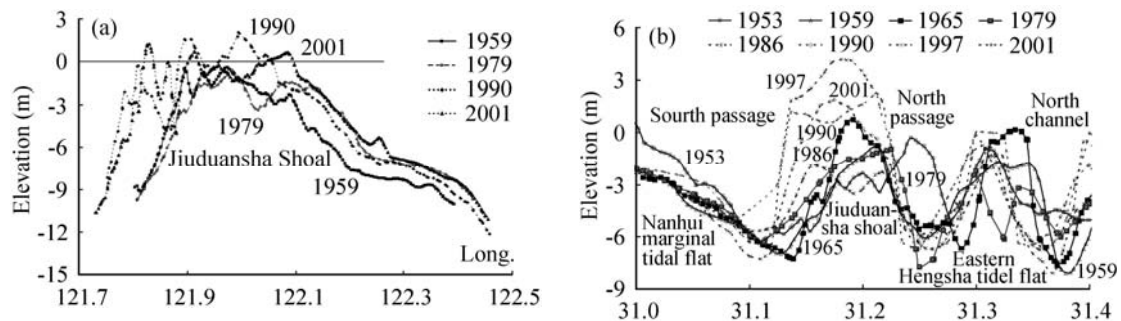 (a)
1990
2001
1959
1979
1990
2001
1979
Jiuduansha Shoal
1959
Long.
Elevation (m)
3
0
-3
-6
-9
-12
-15
121.7 121.9 122.1 122.3 122.5
(b)
1953 1959 1965 1979
1986 1990 1997 2001
1997
2001
North passage
North channel
Sourth passage
1953
1990
1986
1979
Nanhui marginal tidal flat
1965
Jiuduan-
sha shoal
Eastern
Hengsha tidel flat
1959
Elevation (m)
6
3
0
-3
-6
-9
31.0 31.1 31.2 31.3 31.4